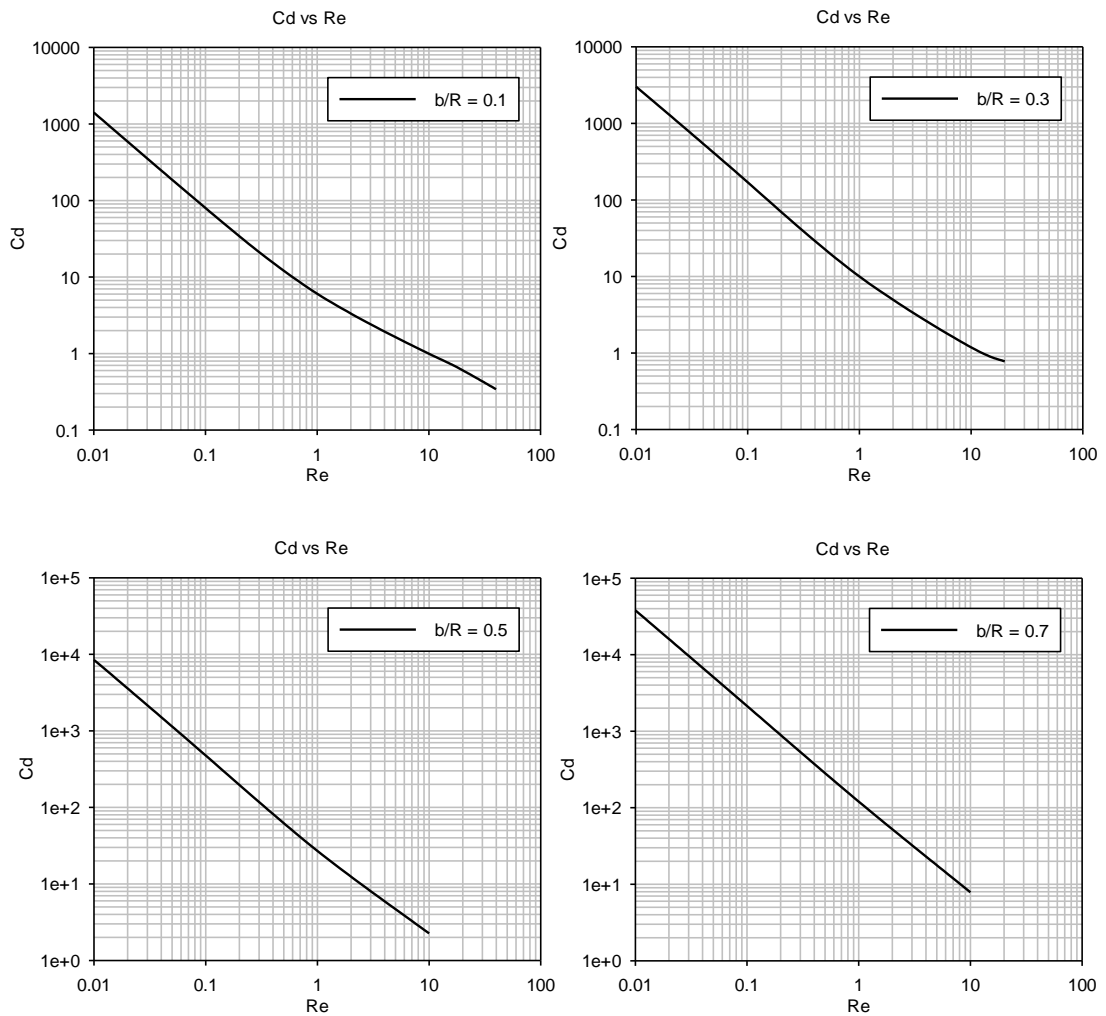 Cd vs Re
10000
1000
100
10
1
0.1
Cd
b/R = 0.1
0.01 0.1 1 10 100
Re
Cd vs Re
10000
1000
100
10
1
0.1
Cd
b/R = 0.3
0.01 0.1 1 10 100
Re
Cd vs Re
1e+5
1e+4
1e+3
1e+2
1e+1
1e+0
Cd
b/R = 0.5
0.01 0.1 1 10 100
Re
Cd vs Re
1e+5
1e+4
1e+3
1e+2
1e+1
1e+0
Cd
b/R = 0.7
0.01 0.1 1 10 100
Re